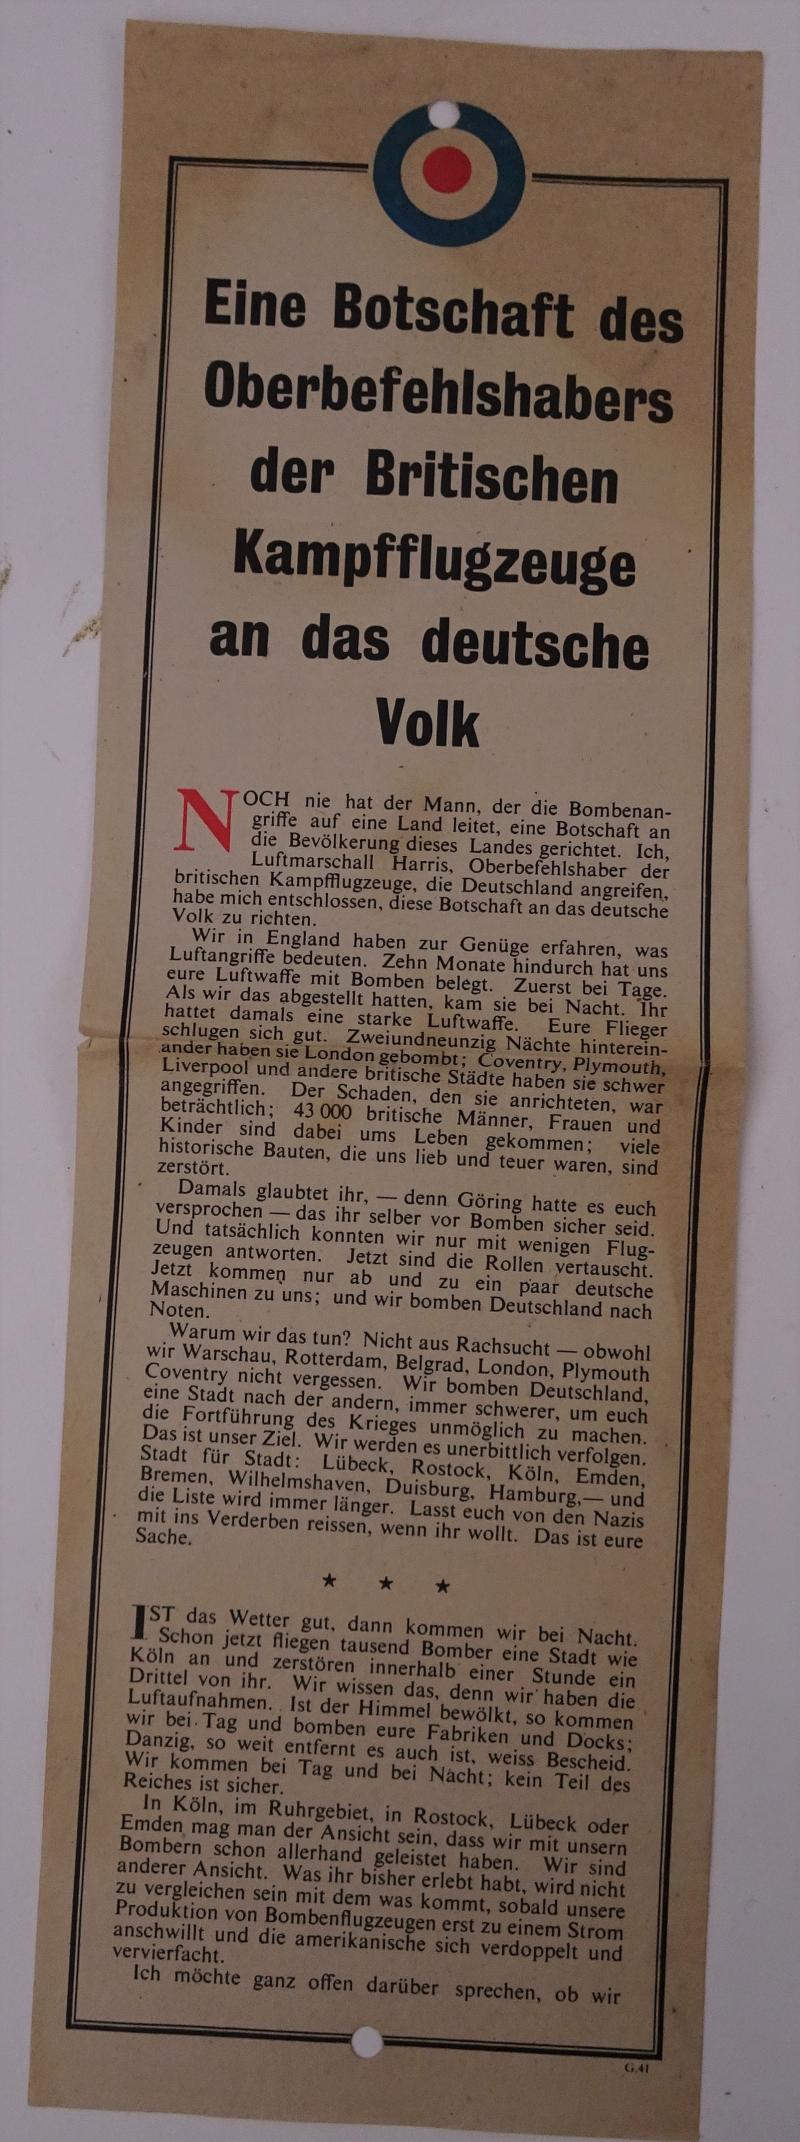 Eine Botschaft des
Oberbefehlshabers
der Britischen
Kampfflugzeuge
an das deutsche
Volk
NOCH nie hat der Mann, der die Bombenan-
griffe auf eine Land leitet, eine Botschaft an
die Bevölkerung dieses Landes gerichtet. Ich,
Luftmarschall Harris, Oberbefehlshaber der
britischen Kampfflugzeuge, die Deutschland angreifen,
habe mich entschlossen, diese Botschaft an das deutsche
Volk zu richten.
Wir in England haben zur Genüge erfahren, was
Luftangriffe bedeuten. Zehn Monate hindurch hat uns
eure Luftwaffe mit Bomben belegt. Zuerst bei Tage.
Als wir das abgestellt hatten, kam sie bei Nacht. Ihr
hattet damals eine starke Luftwaffe. Eure Flieger
schlugen sich gut. Zweiundneunzig Nächte hinterein-
ander haben sie London gebombt; Coventry, Plymouth,
Liverpool und andere britische Städte haben sie schwer
angegriffen. Der Schaden, den sie anrichteten, war
beträchtlich; 43 000 britische Männer, Frauen und
Kinder sind dabei ums Leben gekommen; viele
historische Bauten, die uns lieb und teuer waren, sind
zerstört.
Damals glaubtet ihr, — denn Göring hatte es euch
versprochen — das ihr selber vor Bomben sicher seid.
Und tatsächlich konnten wir nur mit wenigen Flug-
zeugen antworten. Jetzt sind die Rollen vertauscht.
Jetzt kommen nur ab und zu ein paar deutsche
Maschinen zu uns; und wir bomben Deutschland nach
Noten.
Warum wir das tun? Nicht aus Rachsucht — obwohl
wir Warschau, Rotterdam, Belgrad, London, Plymouth
Coventry nicht vergessen. Wir bomben Deutschland,
eine Stadt nach der andern, immer schwerer, um euch
die Fortführung des Krieges unmöglich zu machen.
Das ist unser Ziel. Wir werden es unerbittlich verfolgen.
Stadt für Stadt: Lübeck, Rostock, Köln, Emden,
Bremen, Wilhelmshaven, Duisburg, Hamburg,— und
die Liste wird immer länger. Lasst euch von den Nazis
mit ins Verderben reissen, wenn ihr wollt. Das ist eure
Sache.
★ ★ ★
IST das Wetter gut, dann kommen wir bei Nacht.
Schon jetzt fliegen tausend Bomber eine Stadt wie
Köln an und zerstören innerhalb einer Stunde ein
Drittel von ihr. Wir wissen das, denn wir haben die
Luftaufnahmen. Ist der Himmel bewölkt, so kommen
wir bei Tag und bomben eure Fabriken und Docks;
Danzig, so weit entfernt es auch ist, weiss Bescheid.
Wir kommen bei Tag und bei Nacht; kein Teil des
Reiches ist sicher.
In Köln, im Ruhrgebiet, in Rostock, Lübeck oder
Emden mag man der Ansicht sein, dass wir mit unsern
Bombern schon allerhand geleistet haben. Wir sind
anderer Ansicht. Was ihr bisher erlebt habt, wird nicht
zu vergleichen sein mit dem was kommt, sobald unsere
Produktion von Bombenflugzeugen erst zu einem Strom
anschwillt und die amerikanische sich verdoppelt und
vervierfacht.
Ich möchte ganz offen darüber sprechen, ob wir
G.41